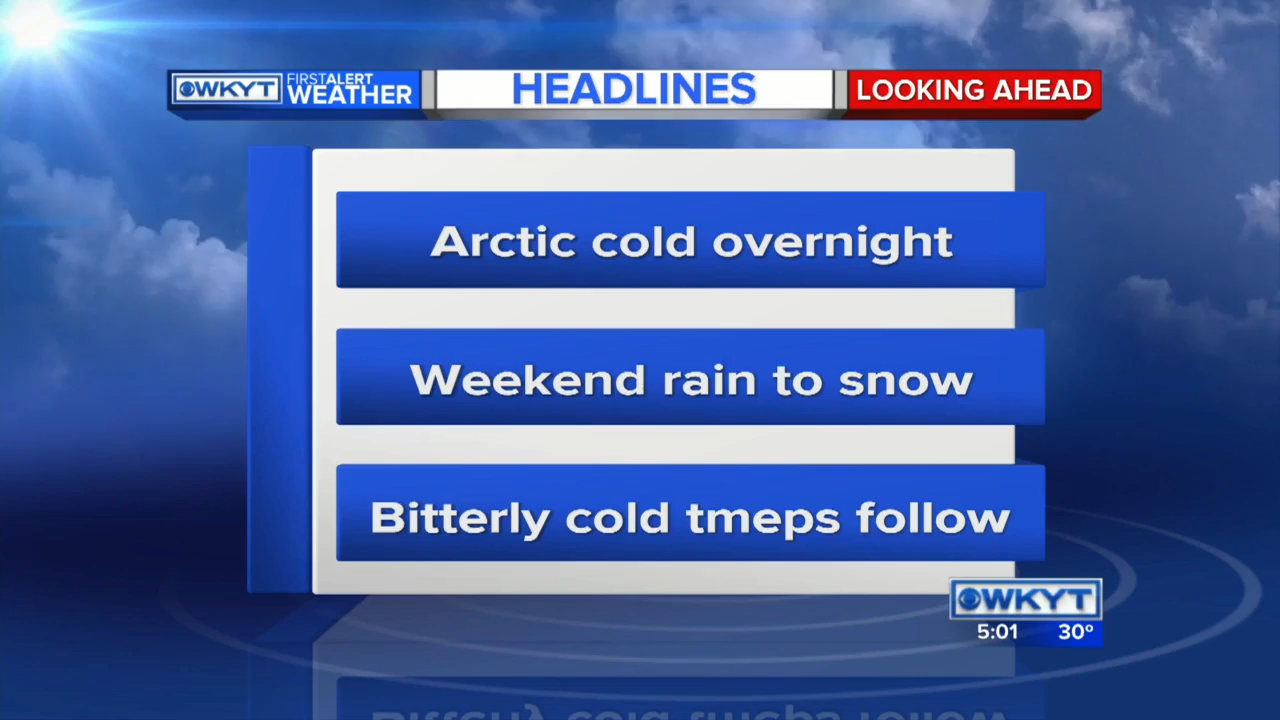 WKYT FIRST ALERT WEATHER HEADLINES LOOKING AHEAD
Arctic cold overnight
Weekend rain to snow
Bitterly cold tmeps follow
WKYT
5:01 30°